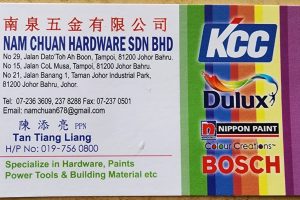 南泉五金有限公司
NAM CHUAN HARDWARE SDN BHD
No 29, Jalan Dato'Toh Ah Boon, Tampoi, 81200 Johor Bahru.
No 15, Jalan CoL Musa, Tampoi, 81200 Johor Bahru.
No 21, Jalan Banang 1, Taman Johor Industrial Park,
81200 Johor Bahru.
Tel: 07-236 3609, 237 8288 Fax: 07-237 0501
Email: namchuan678@gmail.com
陳添亮 PPN
Tan Tiang Liang
H/P No: 019-756 0800
Specialize in Hardware, Paints
Power Tools & Building Material etc
KCC
Dulux
NIPPON PAINT
Colour Creations
BOSCH